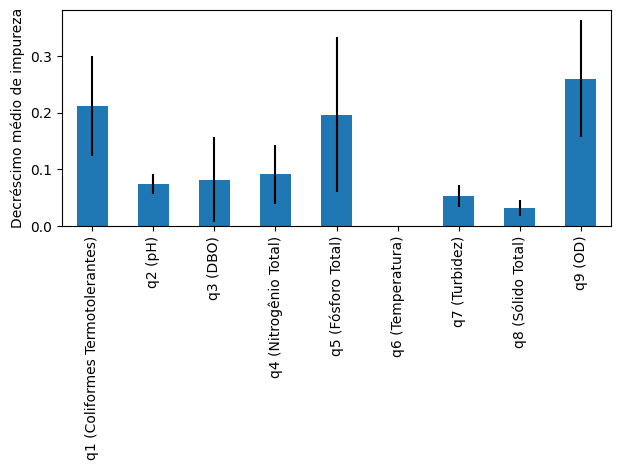 Decréscimo médio de impureza
0.3
0.2
0.1
0.0
q1 (Coliformes Termotolerantes)
q2 (pH)
q3 (DBO)
q4 (Nitrogênio Total)
q5 (Fósforo Total)
q6 (Temperatura)
q7 (Turbidez)
q8 (Sólido Total)
q9 (OD)